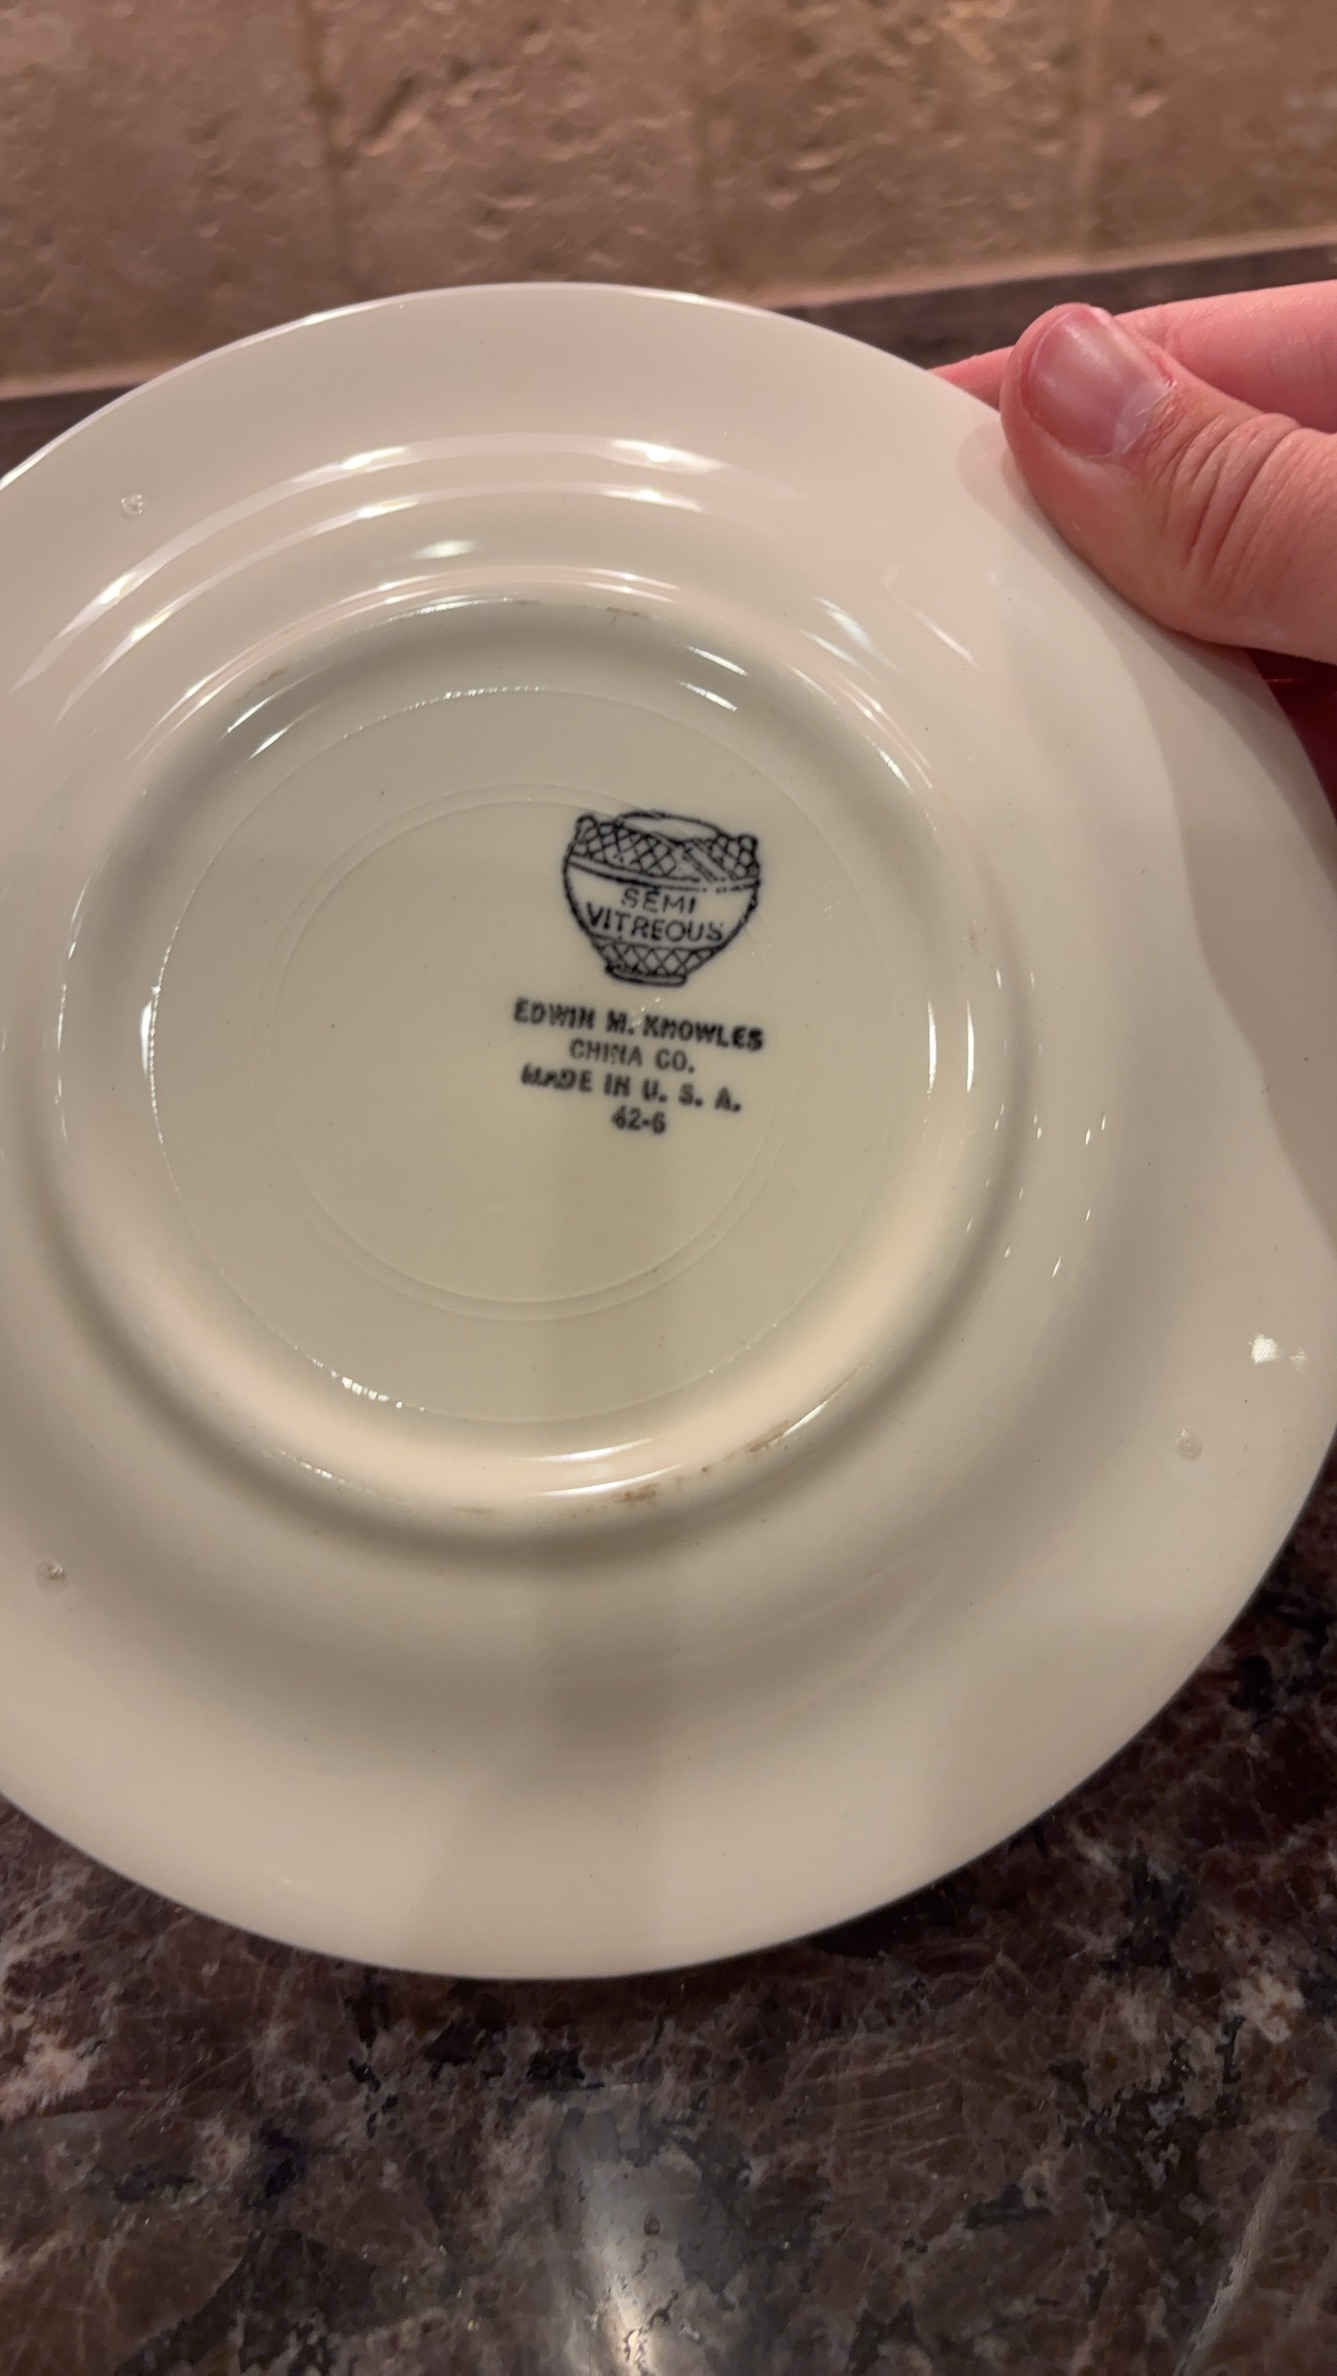 SEMI
VITREOUS
EDWIN M. KNOWLES
CHINA CO.
MADE IN U. S. A.
42-6